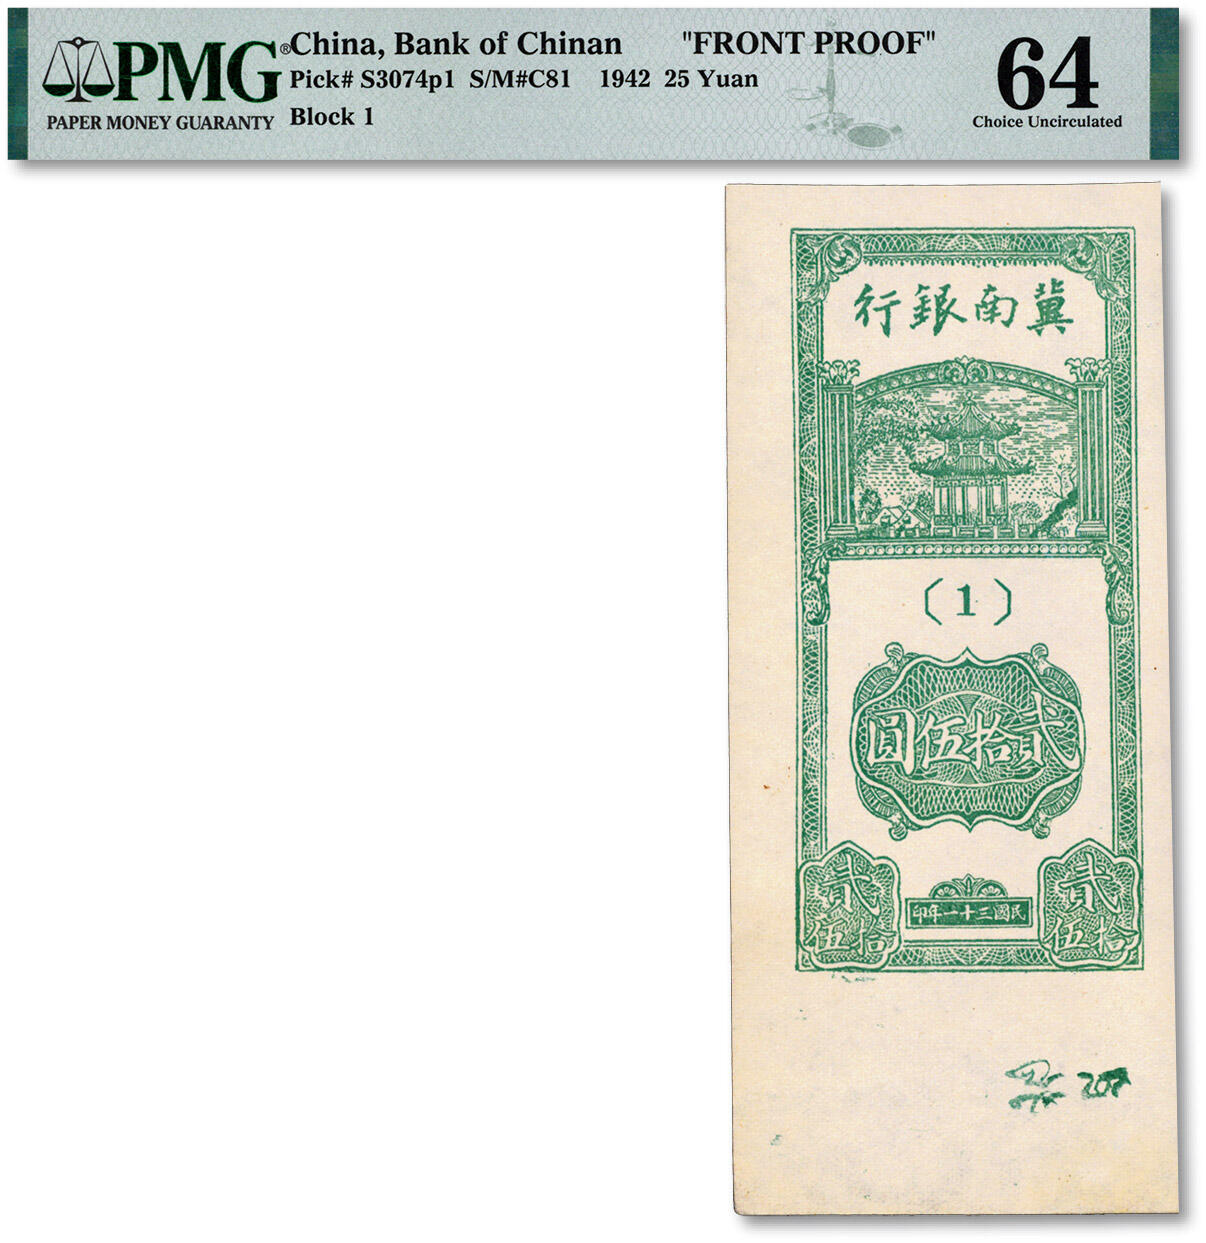 PMG®
PAPER MONEY GUARANTY
China, Bank of Chinan "FRONT PROOF"
Pick# S3074p1 S/M#C81 1942 25 Yuan
Block 1
64
Choice Uncirculated
行銀南冀
(1)
圓伍拾貳
貳
伍拾
印年一十三國民
貳
伍拾